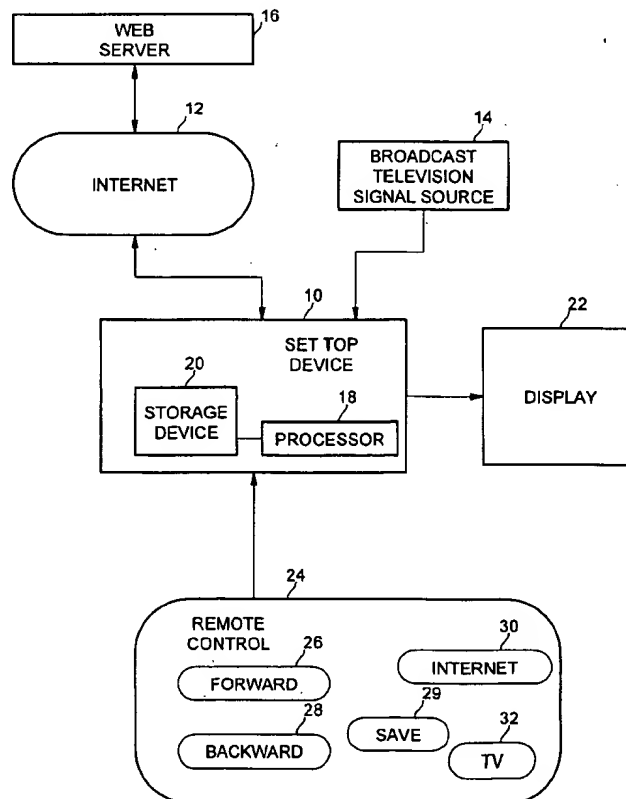 16
WEB
SERVER
12
INTERNET
14
BROADCAST
TELEVISION
SIGNAL SOURCE
10
SET TOP
DEVICE
20
STORAGE
DEVICE
18
PROCESSOR
22
DISPLAY
24
REMOTE
CONTROL
26
FORWARD
28
BACKWARD
30
INTERNET
29
SAVE
32
TV